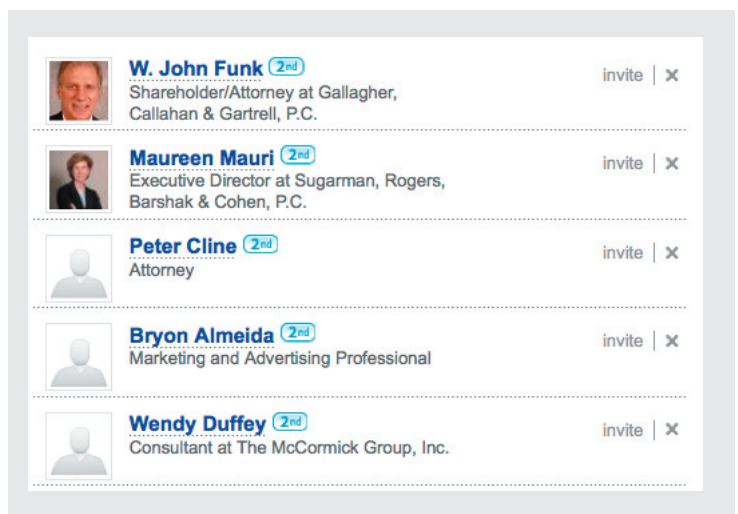 W. John Funk 2nd
invite | ×
Shareholder/Attorney at Gallagher,
Callahan & Gartrell, P.C.
Maureen Mauri 2nd
invite | ×
Executive Director at Sugarman, Rogers,
Barshak & Cohen, P.C.
Peter Cline 2nd
invite | ×
Attorney
Bryon Almeida 2nd
invite | ×
Marketing and Advertising Professional
Wendy Duffey 2nd
invite | ×
Consultant at The McCormick Group, Inc.